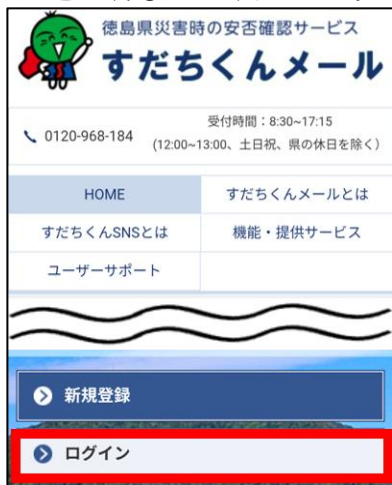 徳島県災害時の安否確認サービス
すだちくんメール
0120-968-184
受付時間：8:30~17:15
(12:00~13:00、土日祝、県の休日を除く)
HOME
すだちくんメールとは
すだちくんSNSとは
機能・提供サービス
ユーザーサポート
新規登録
ログイン